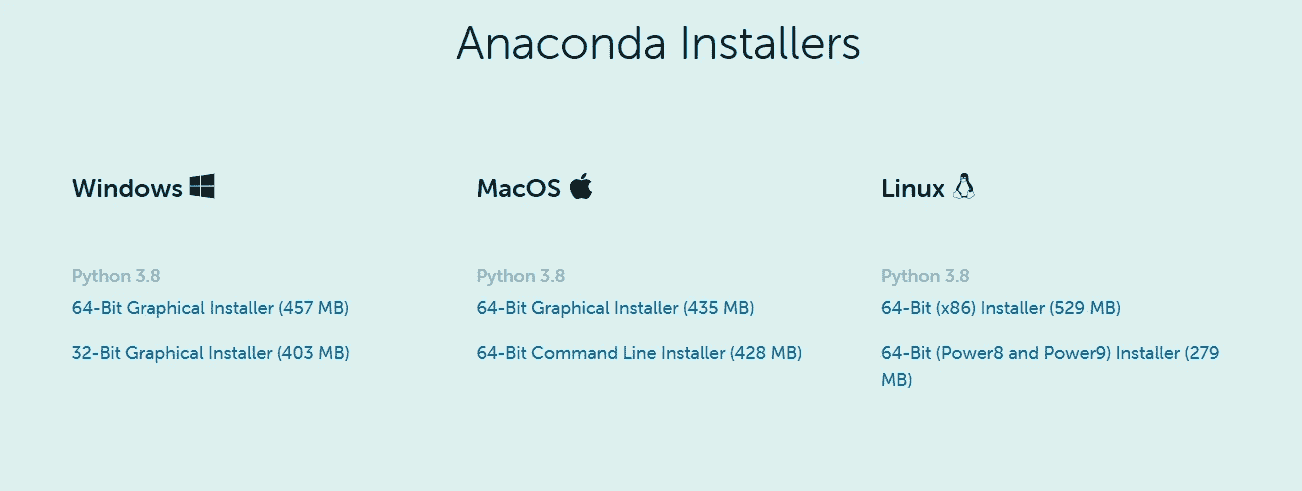 Anaconda Installers
Windows
Python 3.8
64-Bit Graphical Installer (457 MB)
32-Bit Graphical Installer (403 MB)
MacOS
Python 3.8
64-Bit Graphical Installer (435 MB)
64-Bit Command Line Installer (428 MB)
Linux
Python 3.8
64-Bit (x86) Installer (529 MB)
64-Bit (Power8 and Power9) Installer (279
MB)